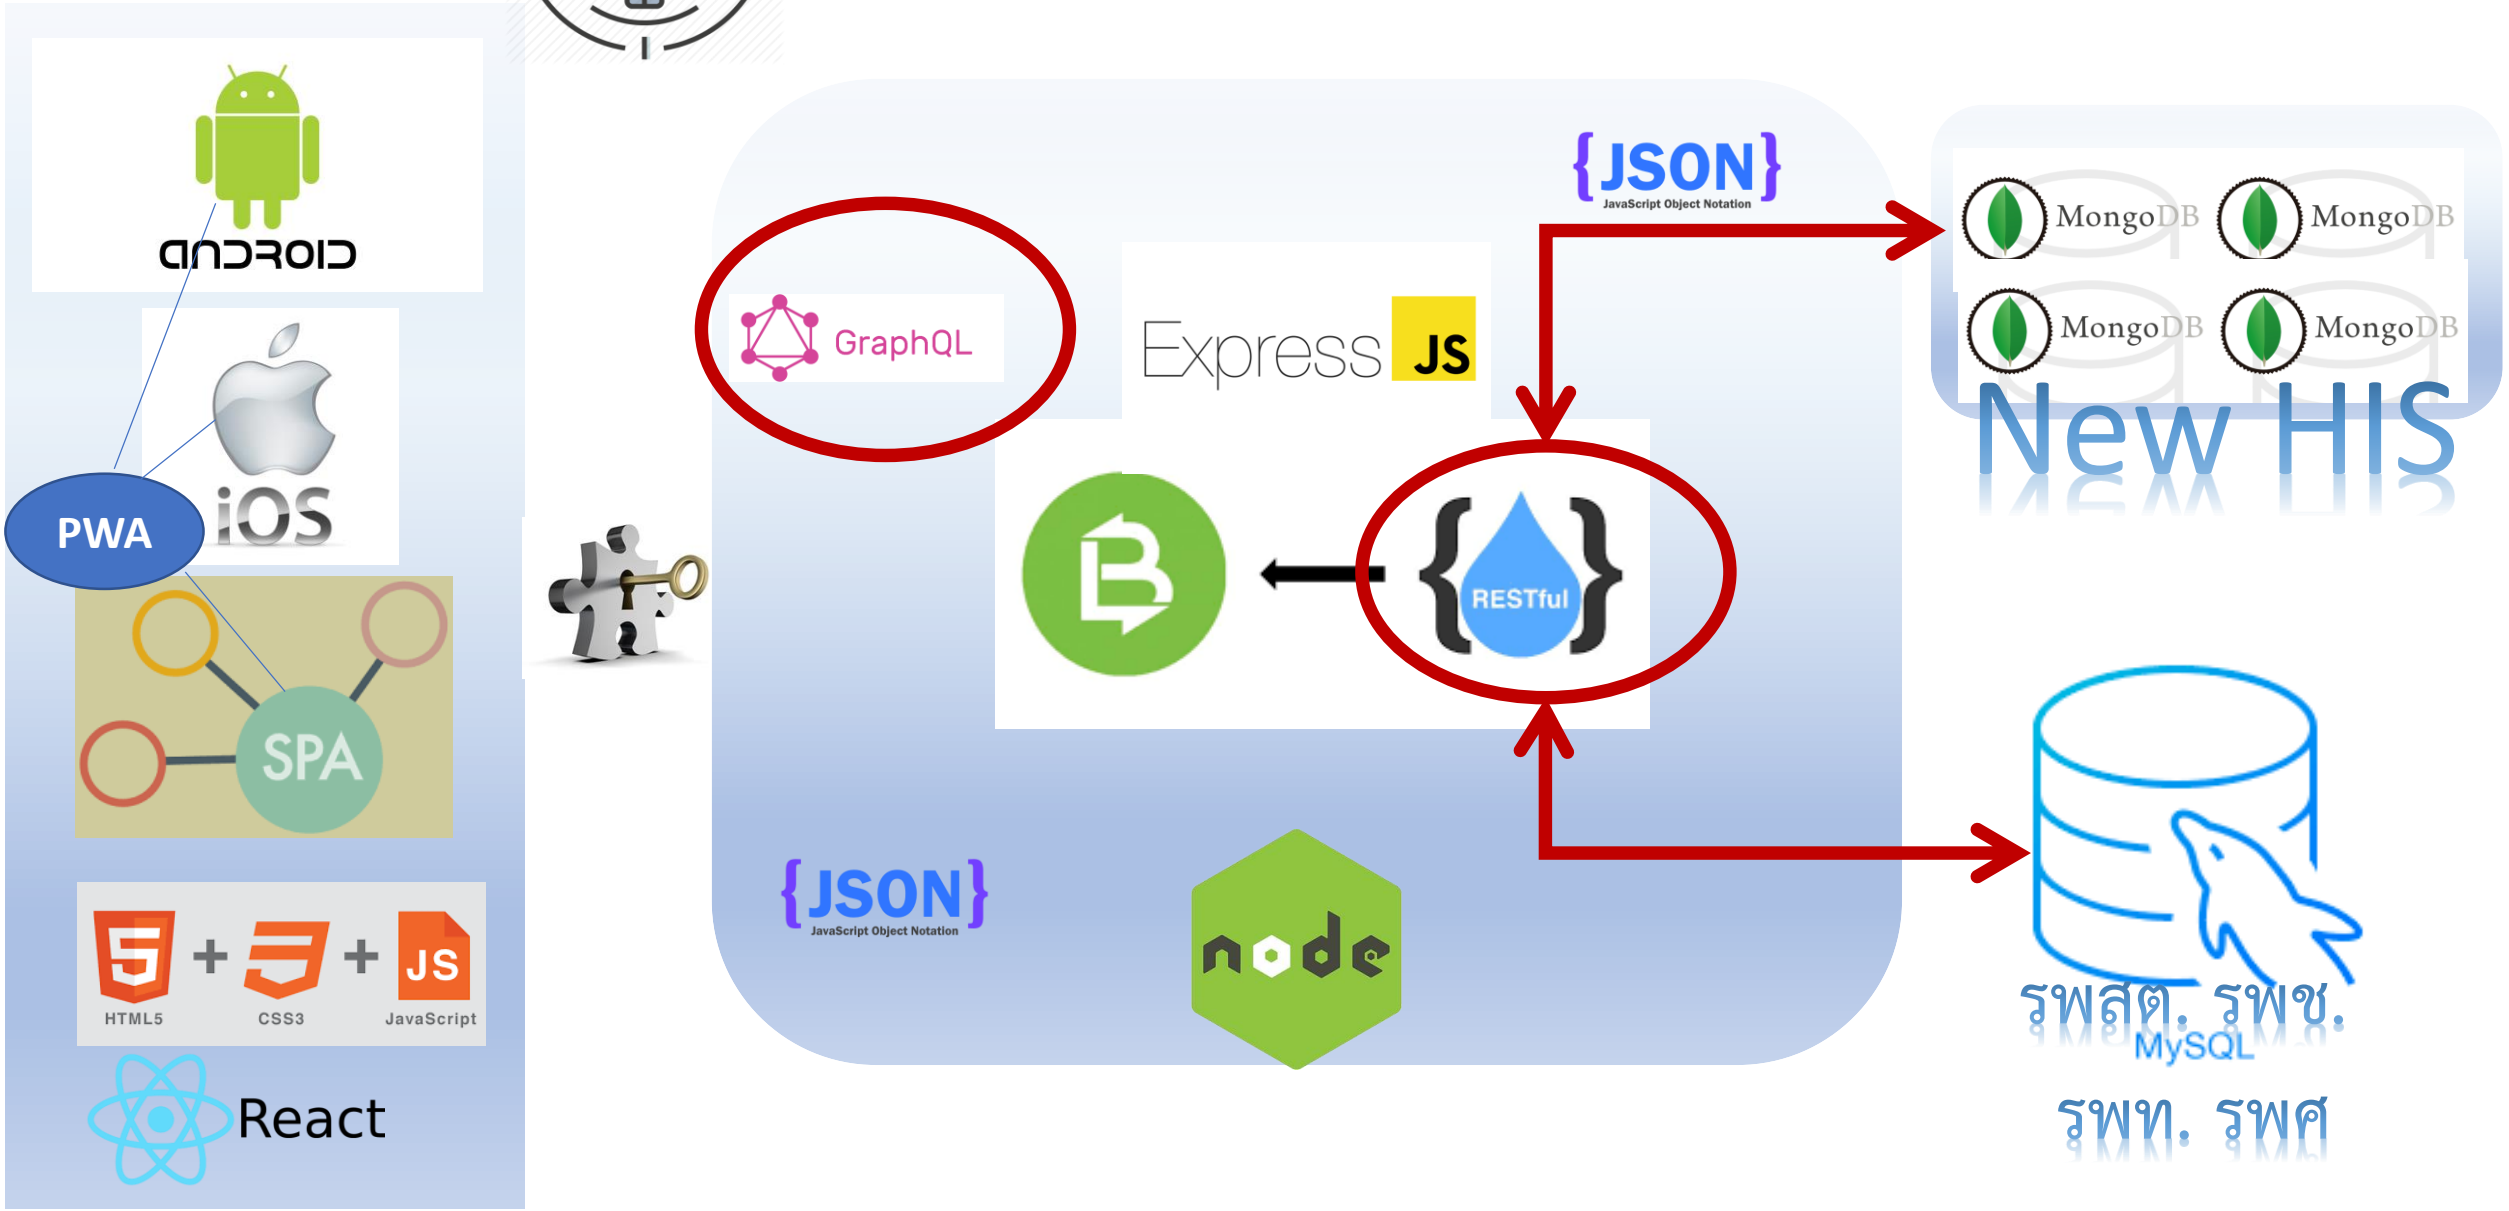 ANDROID
iOS
PWA
SPA
HTML5 + CSS3 + JS JavaScript
React
GraphQL
Express JS
{JSON}
JavaScript Object Notation
B
{RESTful}
{JSON}
JavaScript Object Notation
node
MongoDB MongoDB
MongoDB MongoDB
New HIS
รพสต. รพช.
MySQL
รพท. รพศ